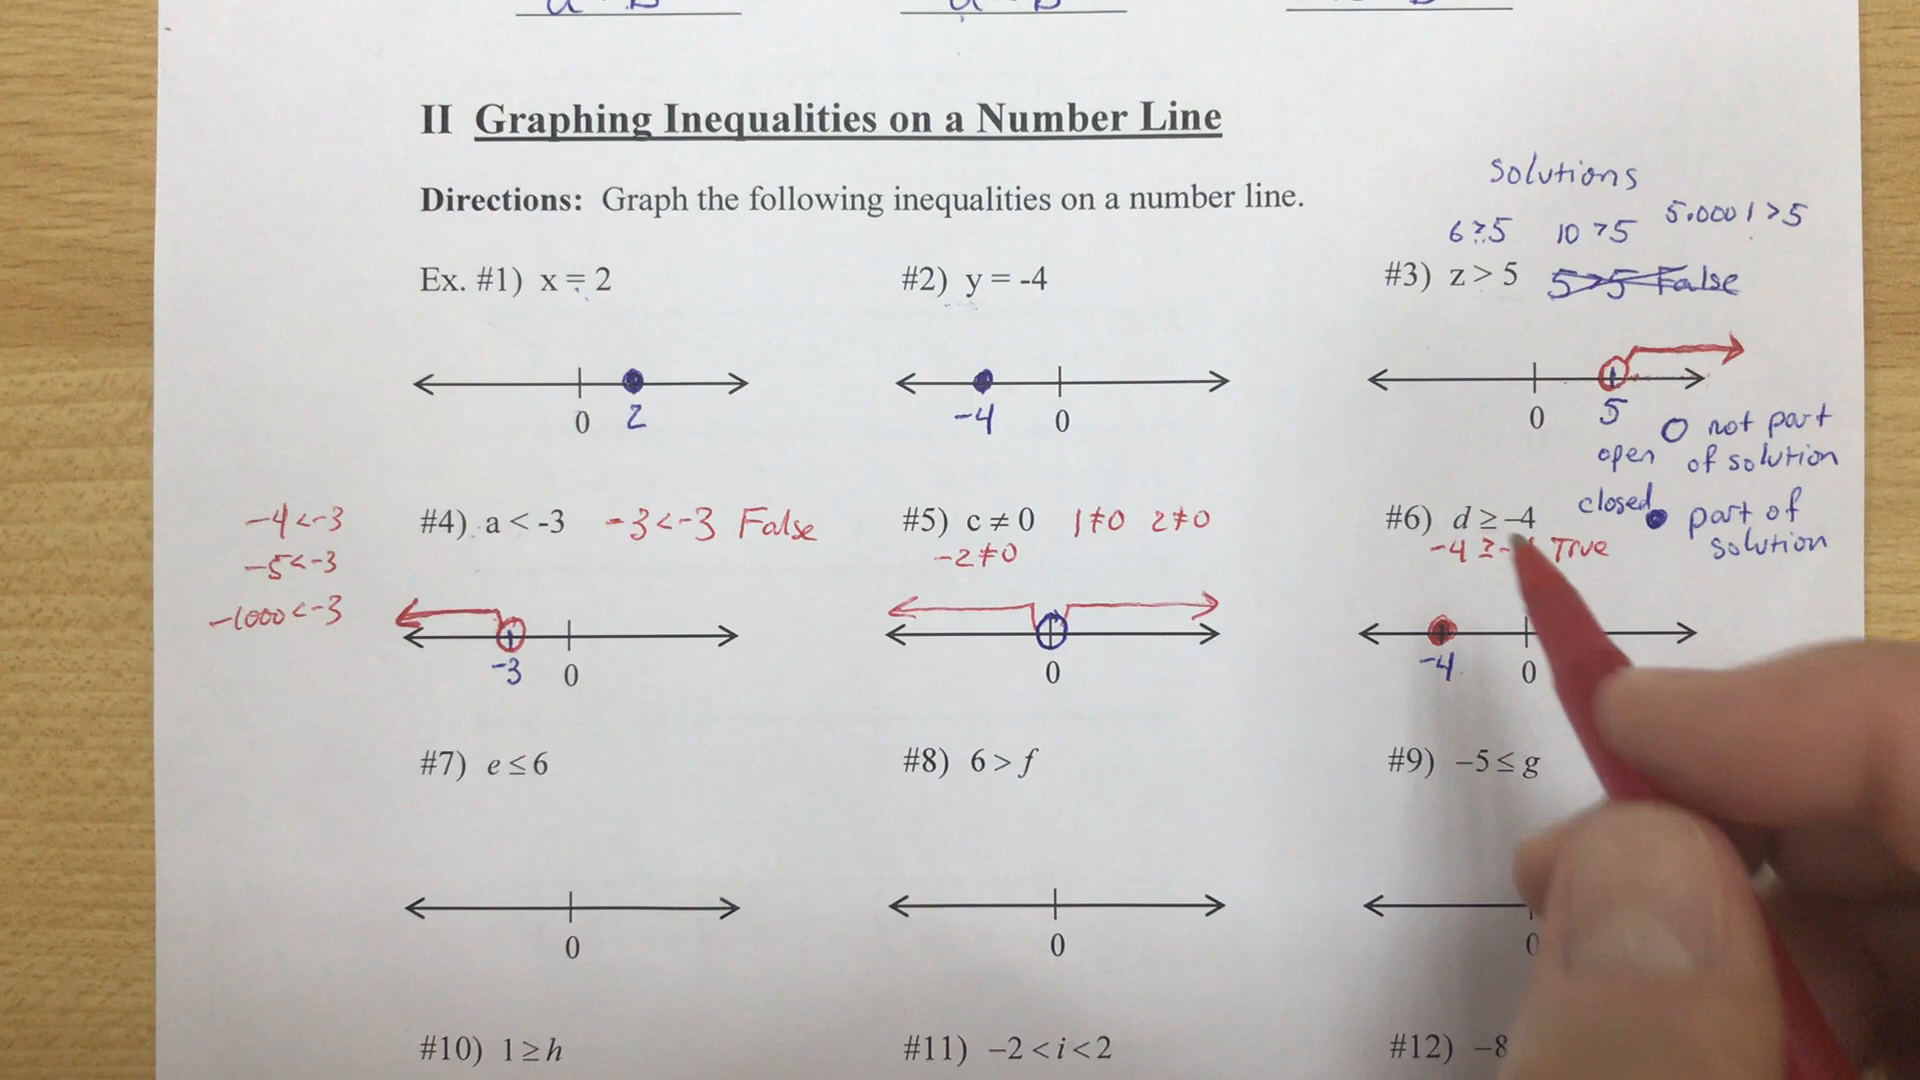 II Graphing Inequalities on a Number Line
Directions: Graph the following inequalities on a number line.
solutions
6>5 10>5 5.0001>5
Ex. #1) x = 2
#2) y = -4
#3) z > 5 5>5 False
0 2
-4 0
0 5
open O not part of solution
closed ● part of solution
-4<-3
-5<-3
-1000<-3
#4) a < -3 -3<-3 False
#5) c ≠ 0 1≠0 2≠0
-2≠0
#6) d ≥ -4
True
-3 0
0
-4 0
#7) e ≤ 6
#8) 6 > f
#9) -5 ≤ g
0
0
0
#10) 1 ≥ h
#11) -2 < i < 2
#12) -8